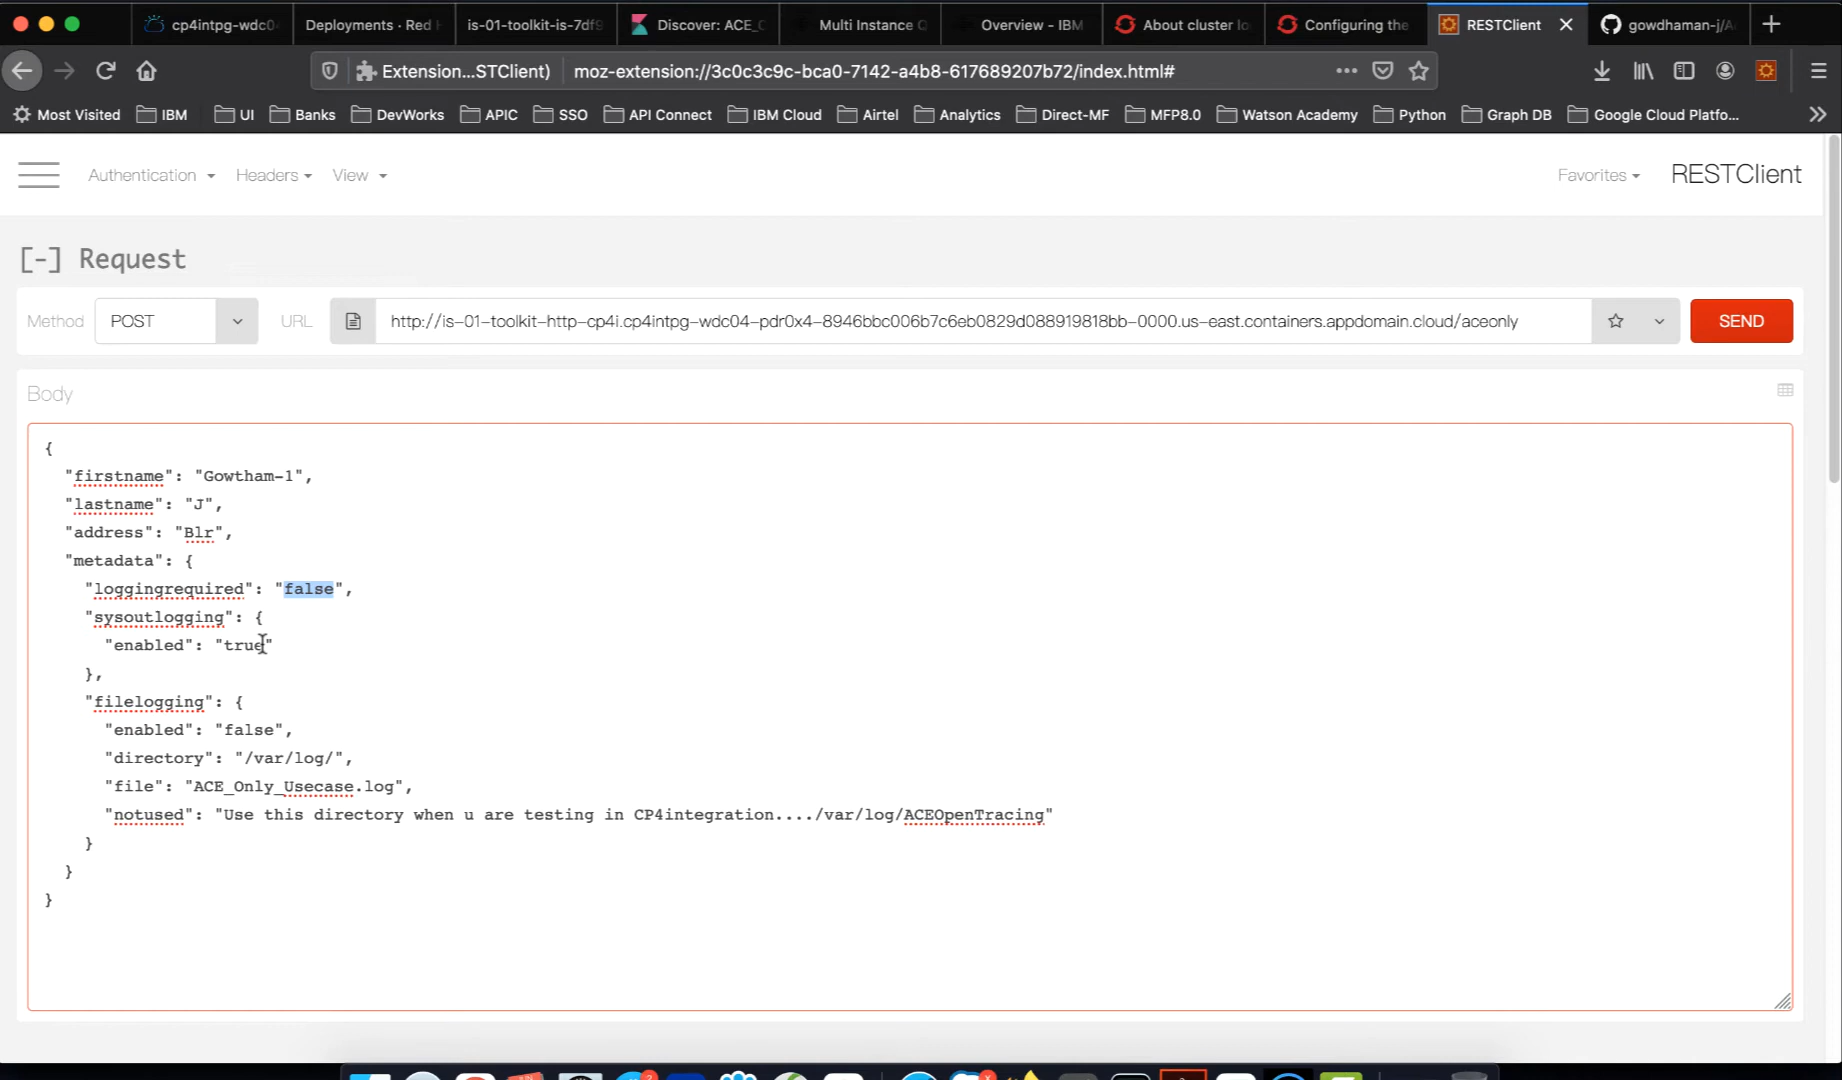 cp4intpg-wdc0
Deployments · Red H
is-01-toolkit-is-7df9
Discover: ACE_C
Multi Instance Q
Overview - IBM
About cluster lo
Configuring the
RESTClient
gowdhaman-j/A
Extension...STClient)
moz-extension://3c0c3c9c-bca0-7142-a4b8-617689207b72/index.html#
Most Visited
IBM
UI
Banks
DevWorks
APIC
SSO
API Connect
IBM Cloud
Airtel
Analytics
Direct-MF
MFP8.0
Watson Academy
Python
Graph DB
Google Cloud Platfo...
Authentication
Headers
View
Favorites
RESTClient
[-] Request
Method
POST
URL
http://is-01-toolkit-http-cp4i.cp4intpg-wdc04-pdr0x4-8946bbc006b7c6eb0829d088919818bb-0000.us-east.containers.appdomain.cloud/aceonly
SEND
Body
{
"firstname": "Gowtham-1",
"lastname": "J",
"address": "Blr",
"metadata": {
"loggingrequired": "false",
"sysoutlogging": {
"enabled": "true"
},
"filelogging": {
"enabled": "false",
"directory": "/var/log/",
"file": "ACE_Only_Usecase.log",
"notused": "Use this directory when u are testing in CP4integration..../var/log/ACEOpenTracing"
}
}
}